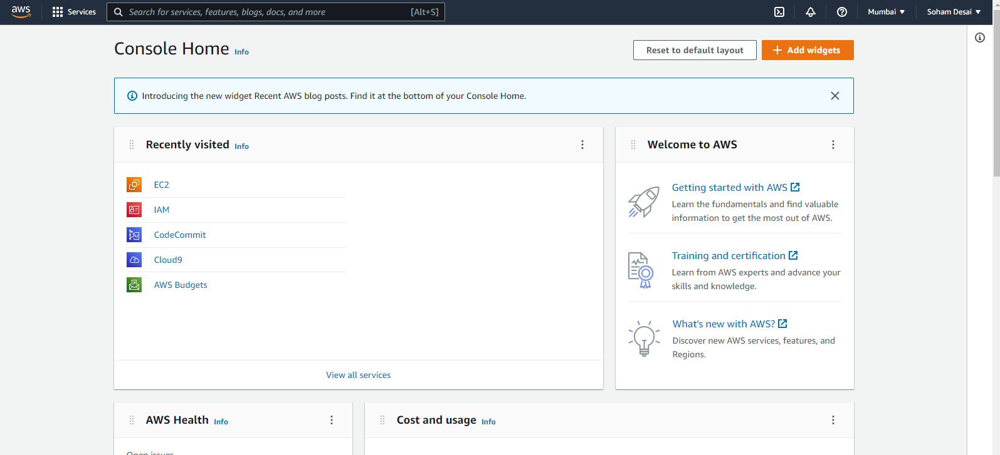 aws
Services
Search for services, features, blogs, docs, and more
[Alt+S]
Mumbai
Soham Desai
Console Home Info
Reset to default layout
Add widgets
Introducing the new widget Recent AWS blog posts. Find it at the bottom of your Console Home.
Recently visited Info
EC2
IAM
CodeCommit
Cloud9
AWS Budgets
View all services
Welcome to AWS
Getting started with AWS
Learn the fundamentals and find valuable
information to get the most out of AWS.
Training and certification
Learn from AWS experts and advance your
skills and knowledge.
What's new with AWS?
Discover new AWS services, features, and
Regions.
AWS Health Info
Open issues
Cost and usage Info